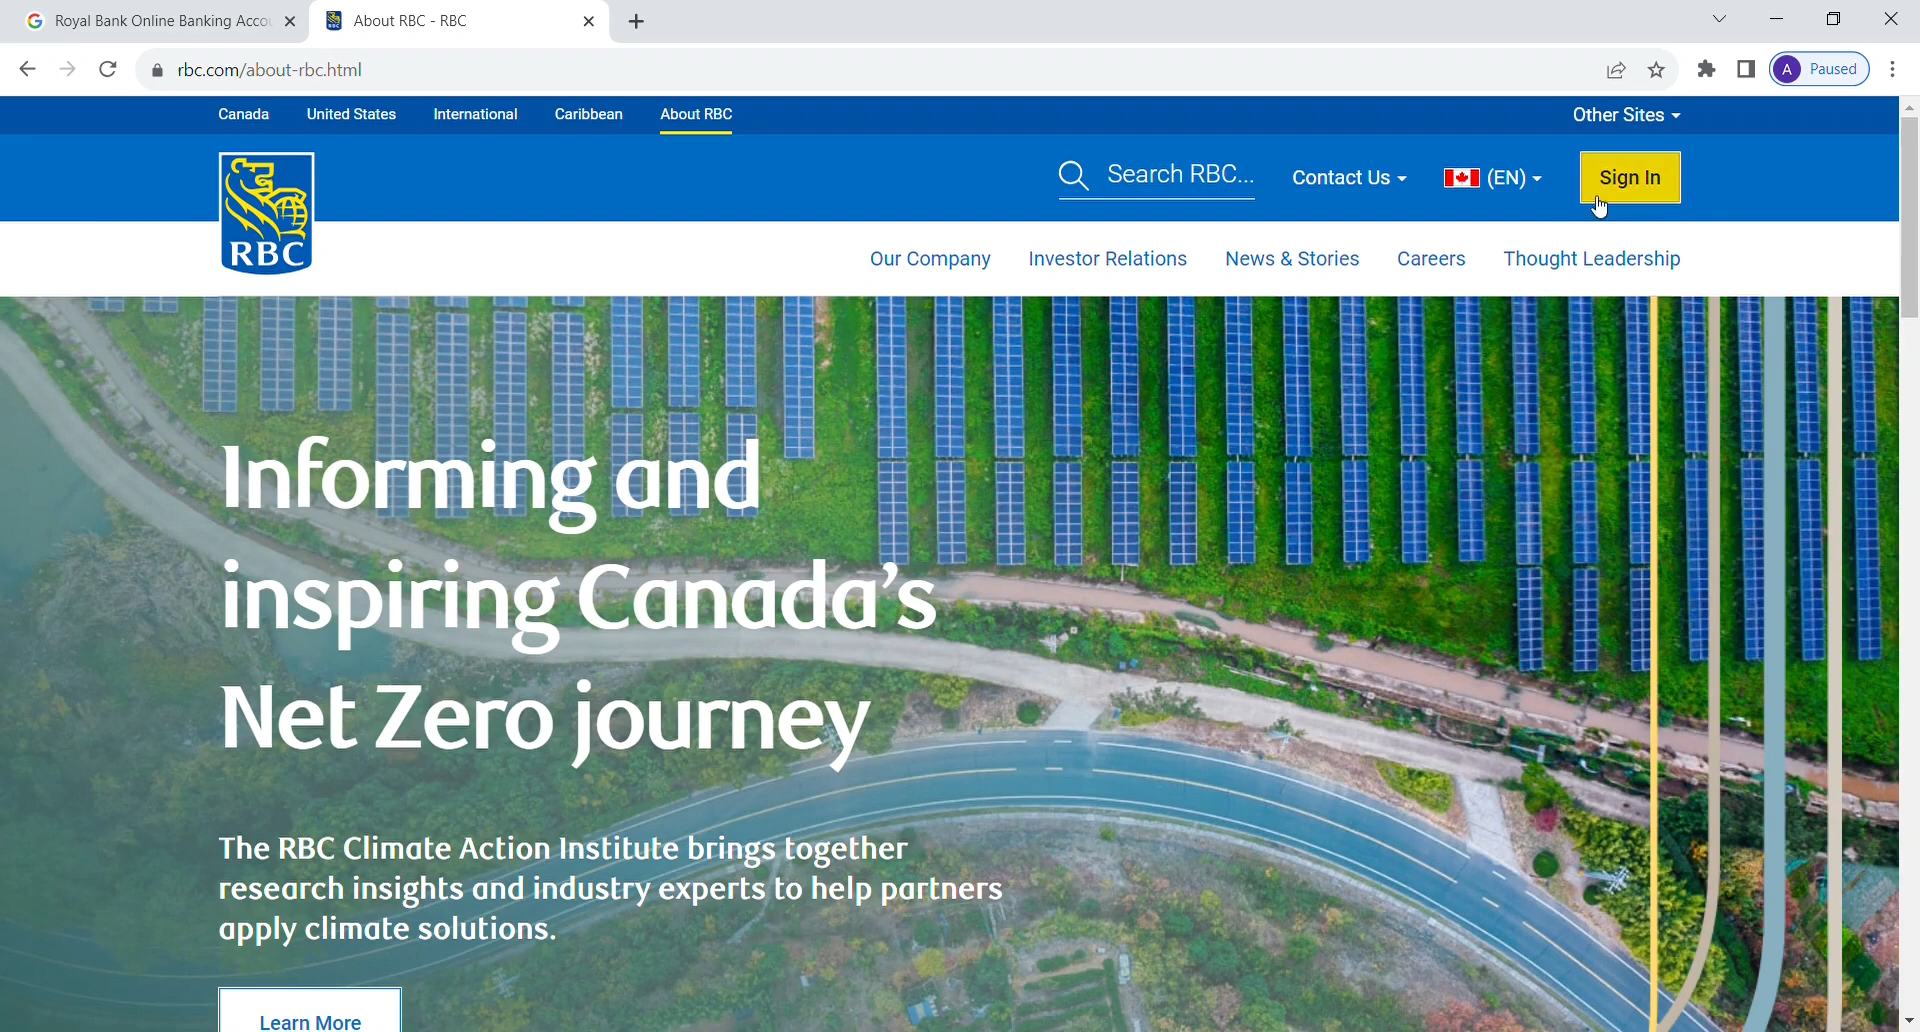 Royal Bank Online Banking Acco
About RBC - RBC
rbc.com/about-rbc.html
A Paused
Canada United States International Caribbean About RBC
Other Sites
RBC
Search RBC...
Contact Us
(EN)
Sign In
Our Company Investor Relations News & Stories Careers Thought Leadership
Informing and
inspiring Canada's
Net Zero journey
The RBC Climate Action Institute brings together
research insights and industry experts to help partners
apply climate solutions.
Learn More